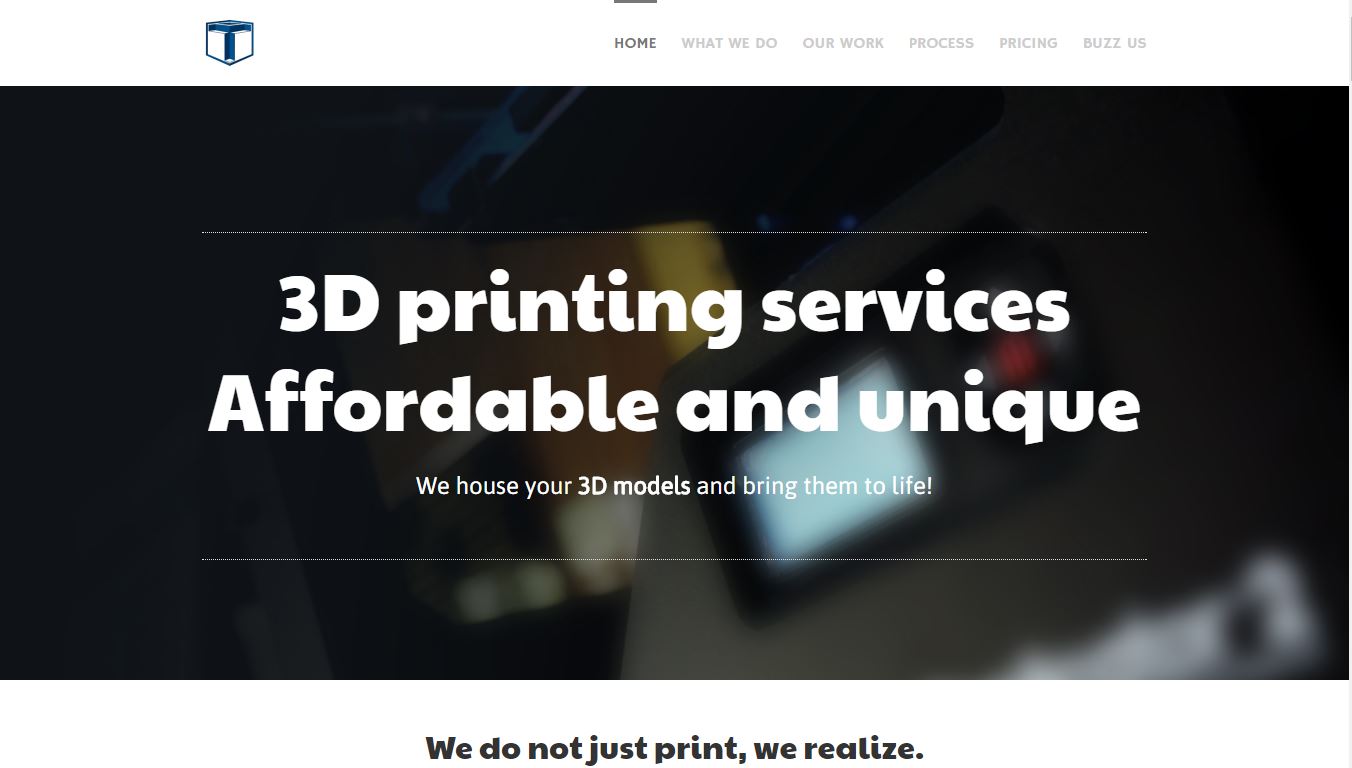 HOME WHAT WE DO OUR WORK PROCESS PRICING BUZZ US
3D printing services
Affordable and unique
We house your 3D models and bring them to life!
We do not just print, we realize.